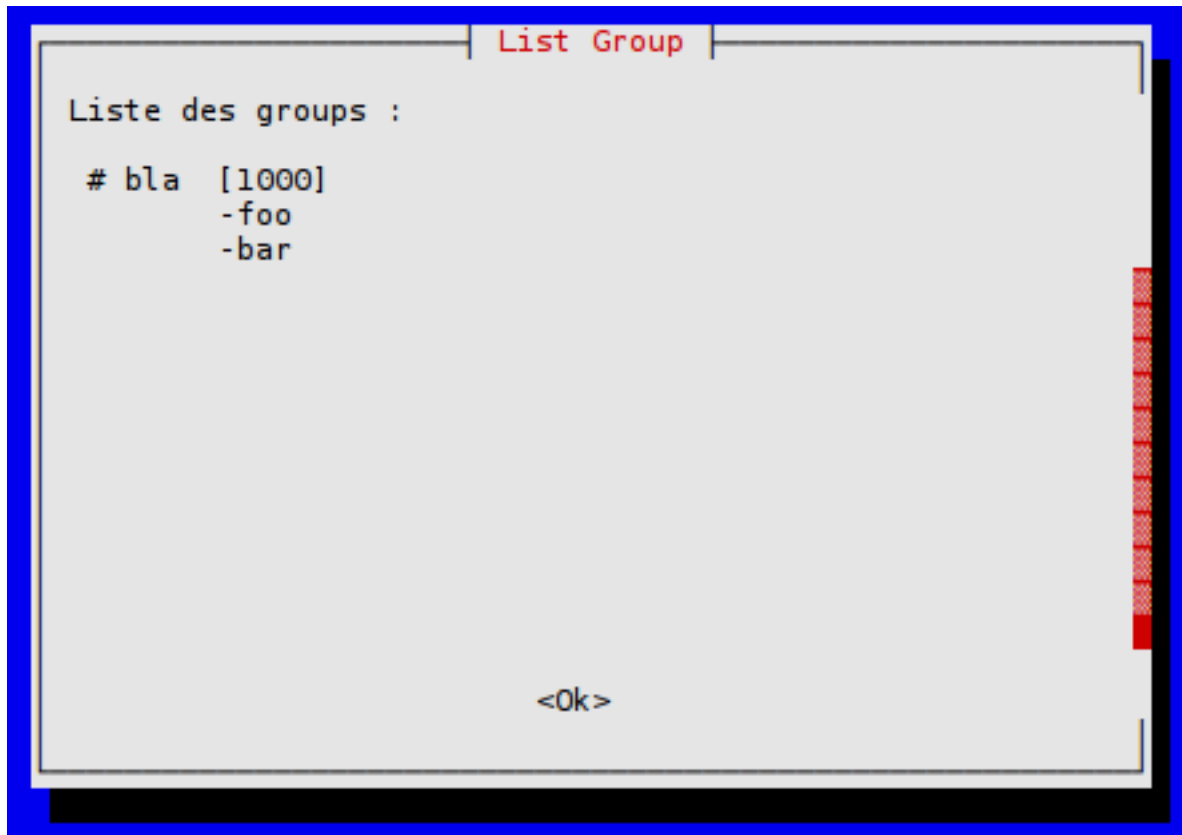 List Group
Liste des groups :
# bla  [1000]
-foo
-bar
<Ok>